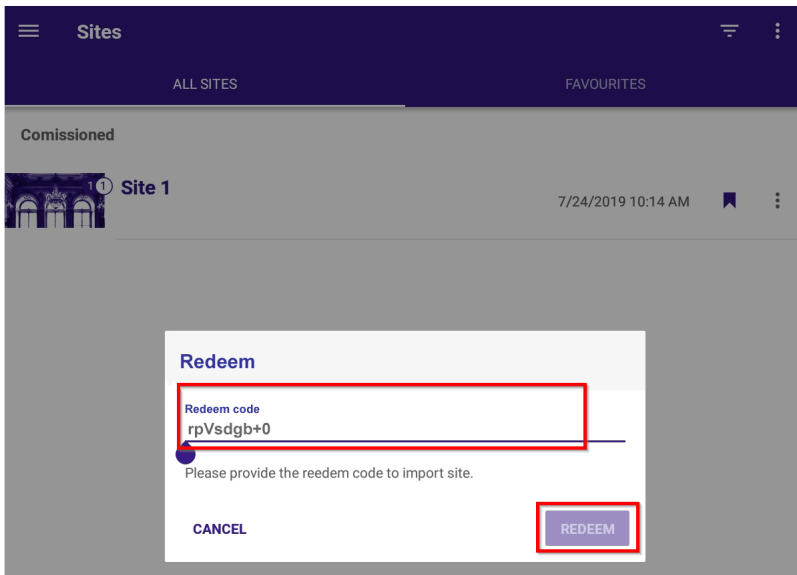 Sites
ALL SITES
FAVOURITES
Comissioned
1 1
Site 1
7/24/2019 10:14 AM
Redeem
Redeem code
rpVsdgb+0
Please provide the reedem code to import site.
CANCEL
REDEEM